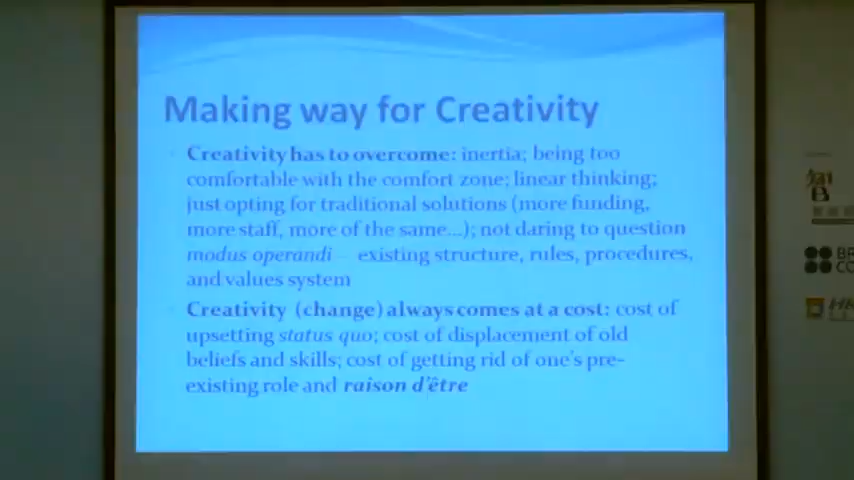 Making way for Creativity
Creativity has to overcome: inertia; being too
comfortable with the comfort zone; linear thinking;
just opting for traditional solutions (more funding,
more staff, more of the same...); not daring to question
modus operandi – existing structure, rules, procedures,
and values system
Creativity (change) always comes at a cost: cost of
upsetting status quo; cost of displacement of old
beliefs and skills; cost of getting rid of one's pre-
existing role and raison d'être
B
BR
CO